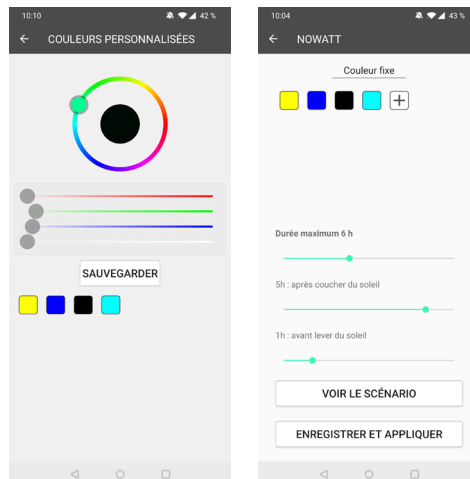 10:10
42 %
COULEURS PERSONNALISÉES
SAUVEGARDER
10:04
43 %
NOWATT
Couleur fixe
Durée maximum 6 h
5h : après coucher du soleil
1h : avant lever du soleil
VOIR LE SCÉNARIO
ENREGISTRER ET APPLIQUER